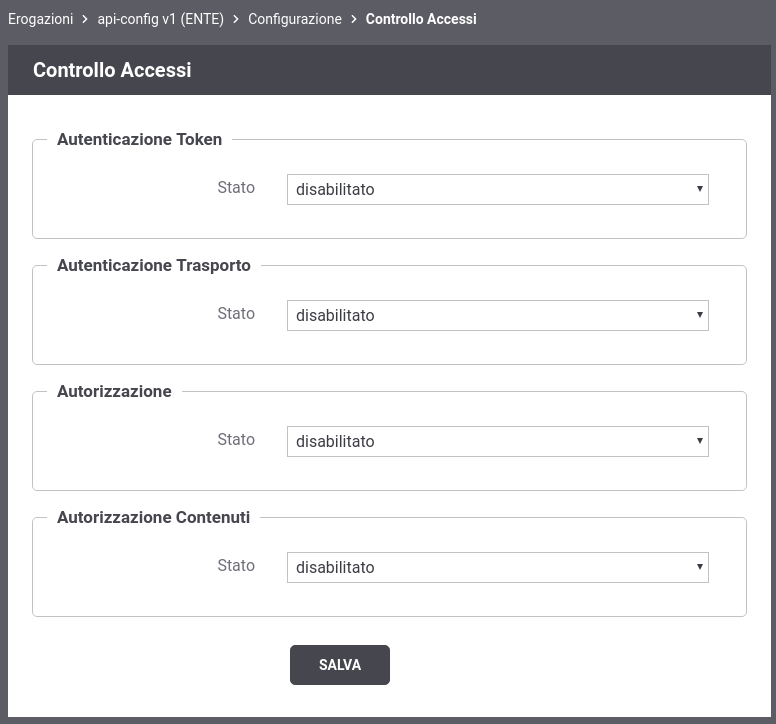 Erogazioni > api-config v1 (ENTE) > Configurazione > Controllo Accessi
Controllo Accessi
Autenticazione Token
Stato disabilitato
Autenticazione Trasporto
Stato disabilitato
Autorizzazione
Stato disabilitato
Autorizzazione Contenuti
Stato disabilitato
SALVA